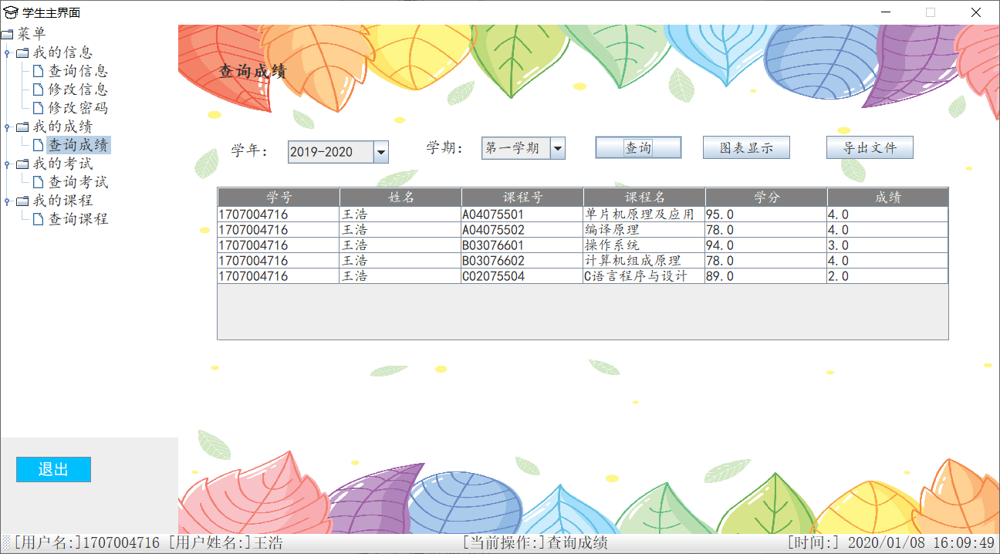 学生主界面
菜单
我的信息
查询信息
修改信息
修改密码
我的成绩
查询成绩
我的考试
查询考试
我的课程
查询课程
退出
查询成绩
学年： 2019-2020 学期： 第一学期 查询 图表显示 导出文件
学号 姓名 课程号 课程名 学分 成绩
1707004716 王浩 A04075501 单片机原理及应用 95.0 4.0
1707004716 王浩 A04075502 编译原理 78.0 4.0
1707004716 王浩 B03076601 操作系统 94.0 3.0
1707004716 王浩 B03076602 计算机组成原理 78.0 4.0
1707004716 王浩 C02075504 C语言程序与设计 89.0 2.0
[用户名:]1707004716 [用户姓名:]王浩 [当前操作:]查询成绩 [时间:] 2020/01/08 16:09:49